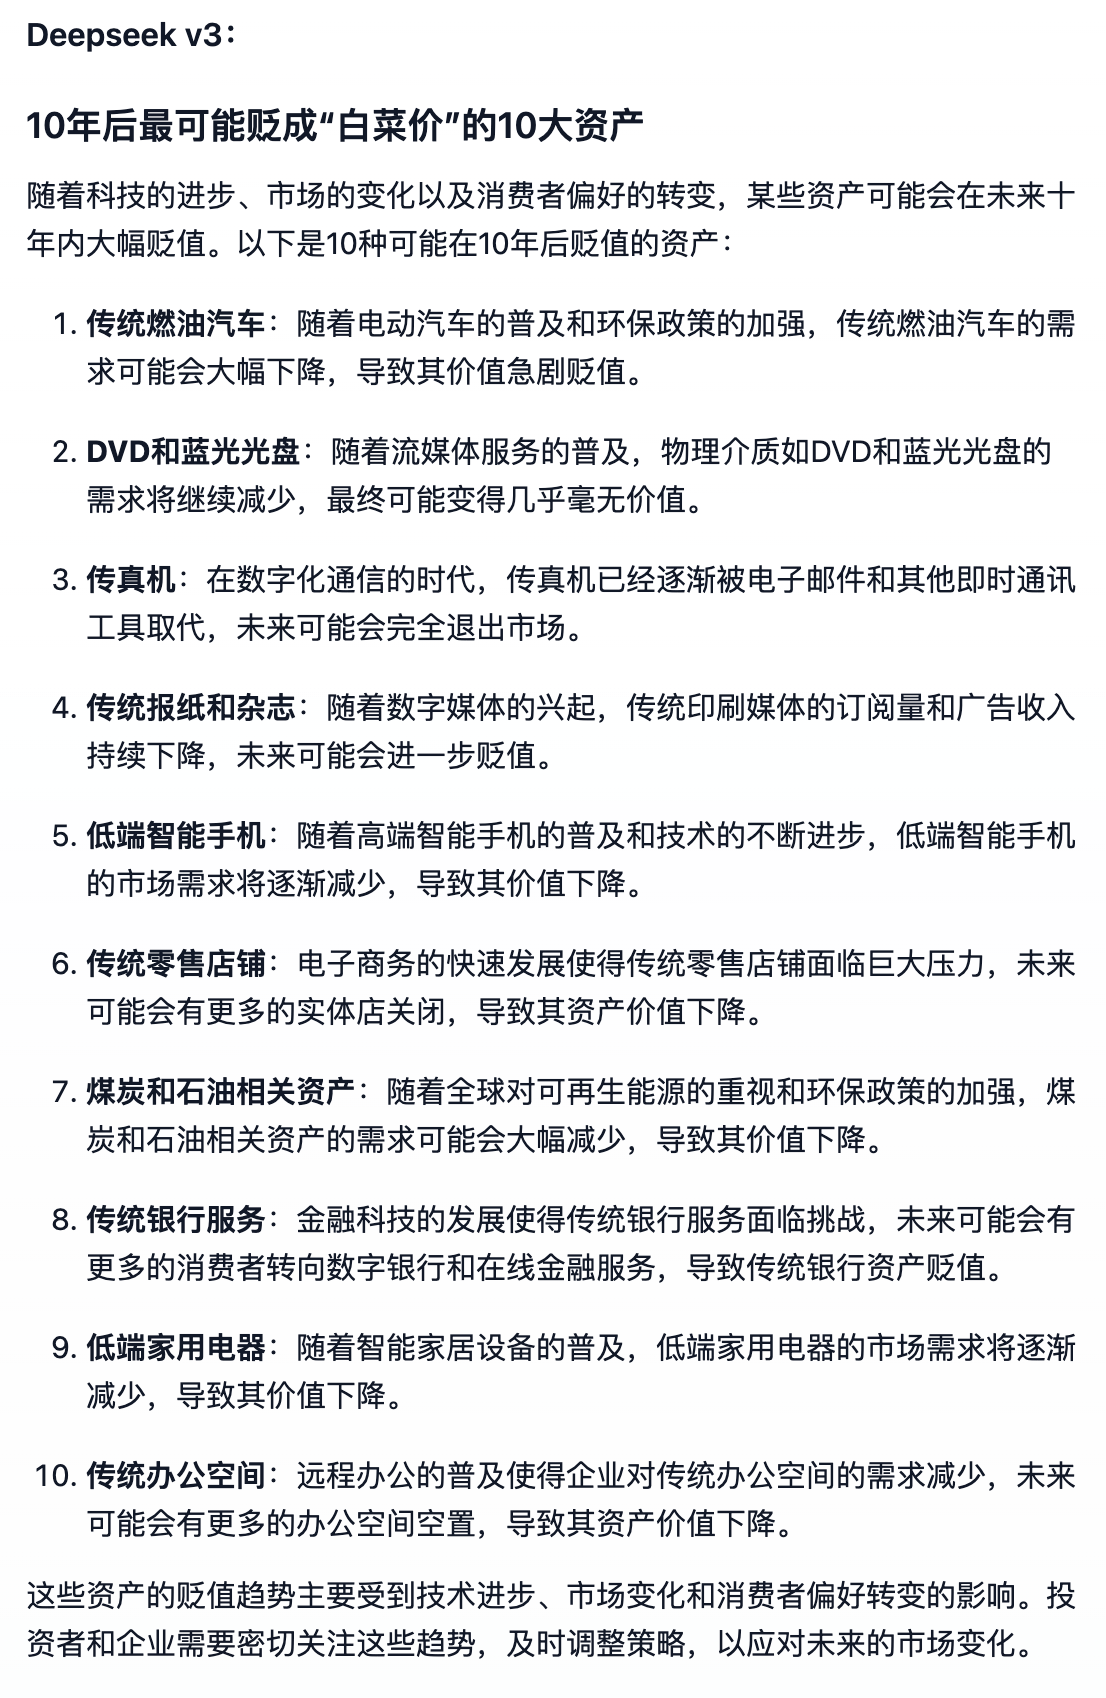 Deepseek v3：
10年后最可能贬成“白菜价”的10大资产
随着科技的进步、市场的变化以及消费者偏好的转变，某些资产可能会在未来十
年内大幅贬值。以下是10种可能在10年后贬值的资产：
1. 传统燃油汽车：随着电动汽车的普及和环保政策的加强，传统燃油汽车的需
求可能会大幅下降，导致其价值急剧贬值。
2. DVD和蓝光光盘：随着流媒体服务的普及，物理介质如DVD和蓝光光盘的
需求将继续减少，最终可能变得几乎毫无价值。
3. 传真机：在数字化通信的时代，传真机已经逐渐被电子邮件和其他即时通讯
工具取代，未来可能会完全退出市场。
4. 传统报纸和杂志：随着数字媒体的兴起，传统印刷媒体的订阅量和广告收入
持续下降，未来可能会进一步贬值。
5. 低端智能手机：随着高端智能手机的普及和技术的不断进步，低端智能手机
的市场需求将逐渐减少，导致其价值下降。
6. 传统零售店铺：电子商务的快速发展使得传统零售店铺面临巨大压力，未来
可能会有更多的实体店关闭，导致其资产价值下降。
7. 煤炭和石油相关资产：随着全球对可再生能源的重视和环保政策的加强，煤
炭和石油相关资产的需求可能会大幅减少，导致其价值下降。
8. 传统银行服务：金融科技的发展使得传统银行服务面临挑战，未来可能会有
更多的消费者转向数字银行和在线金融服务，导致传统银行资产贬值。
9. 低端家用电器：随着智能家居设备的普及，低端家用电器的市场需求将逐渐
减少，导致其价值下降。
10. 传统办公空间：远程办公的普及使得企业对传统办公空间的需求减少，未来
可能会有更多的办公空间空置，导致其资产价值下降。
这些资产的贬值趋势主要受到技术进步、市场变化和消费者偏好转变的影响。投
资者和企业需要密切关注这些趋势，及时调整策略，以应对未来的市场变化。